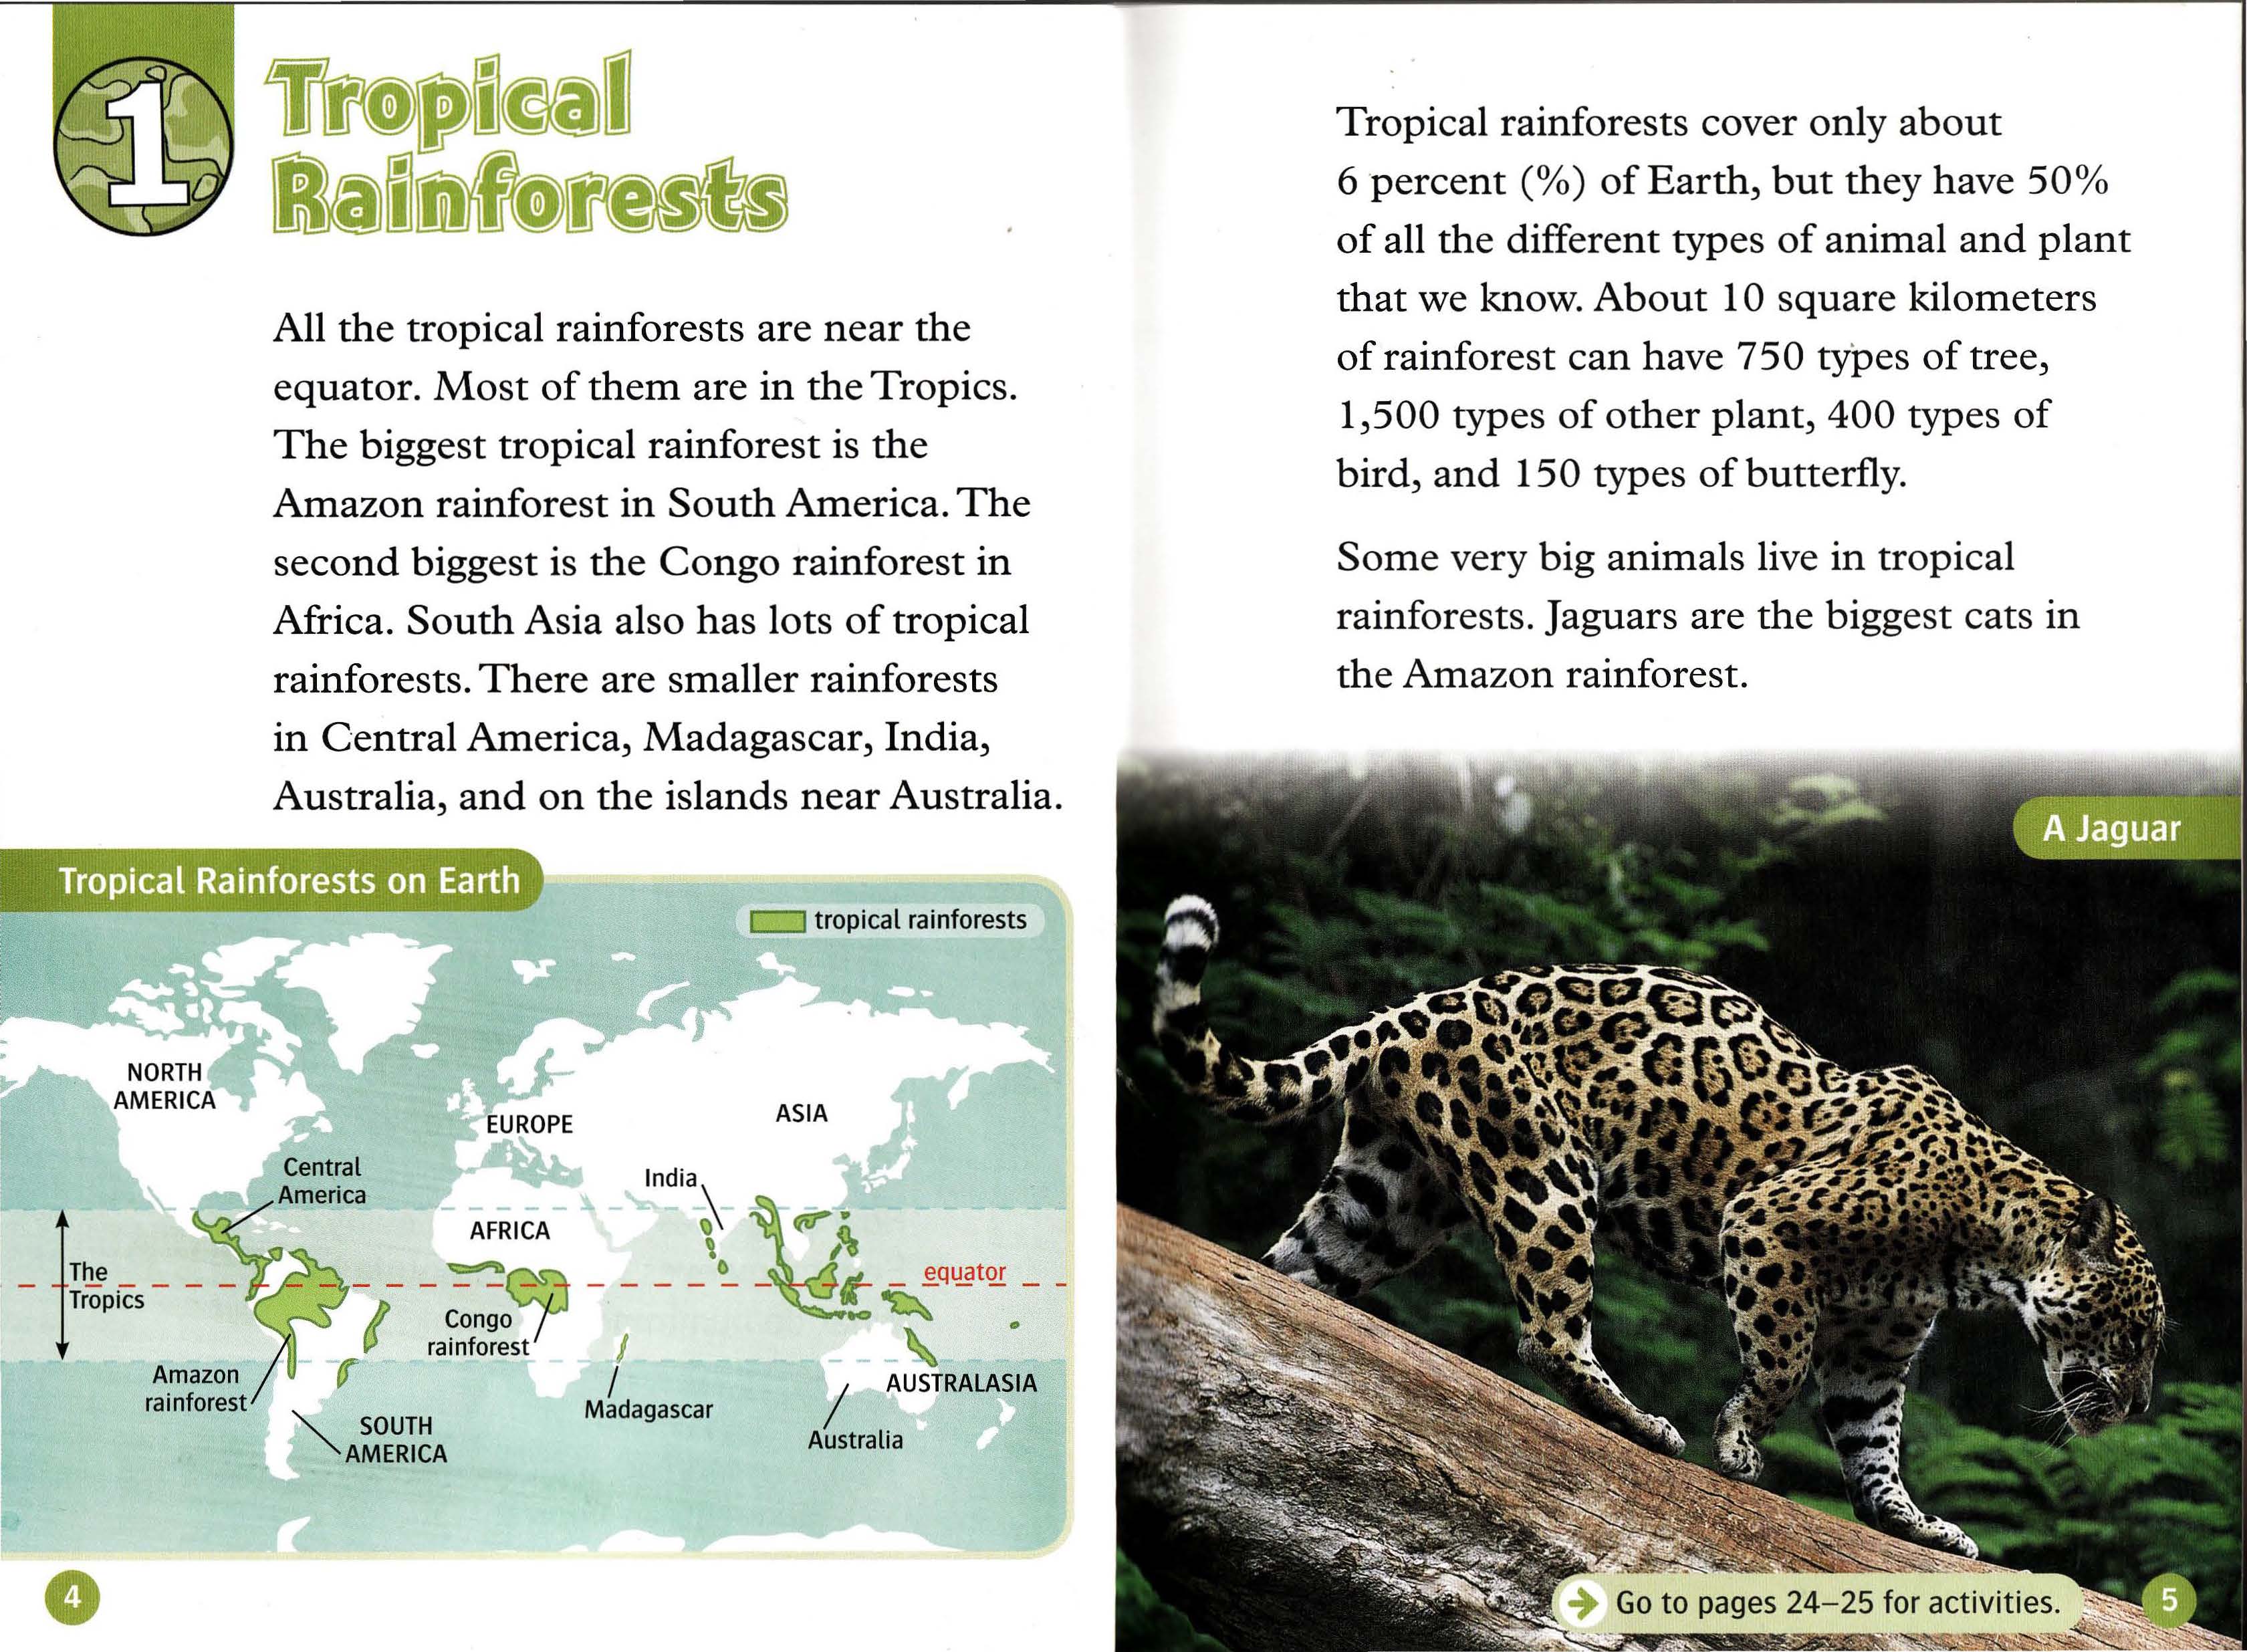 1
Tropical
Rainforests
All the tropical rainforests are near the
equator. Most of them are in the Tropics.
The biggest tropical rainforest is the
Amazon rainforest in South America. The
second biggest is the Congo rainforest in
Africa. South Asia also has lots of tropical
rainforests. There are smaller rainforests
in Central America, Madagascar, India,
Australia, and on the islands near Australia.
Tropical Rainforests on Earth
tropical rainforests
NORTH
AMERICA
EUROPE
ASIA
Central
America
India
AFRICA
The
Tropics
equator
Congo
rainforest
Amazon
rainforest
Madagascar
AUSTRALASIA
Australia
SOUTH
AMERICA
4
Tropical rainforests cover only about
6 percent (%) of Earth, but they have 50%
of all the different types of animal and plant
that we know. About 10 square kilometers
of rainforest can have 750 types of tree,
1,500 types of other plant, 400 types of
bird, and 150 types of butterfly.
Some very big animals live in tropical
rainforests. Jaguars are the biggest cats in
the Amazon rainforest.
A Jaguar
Go to pages 24–25 for activities.
5